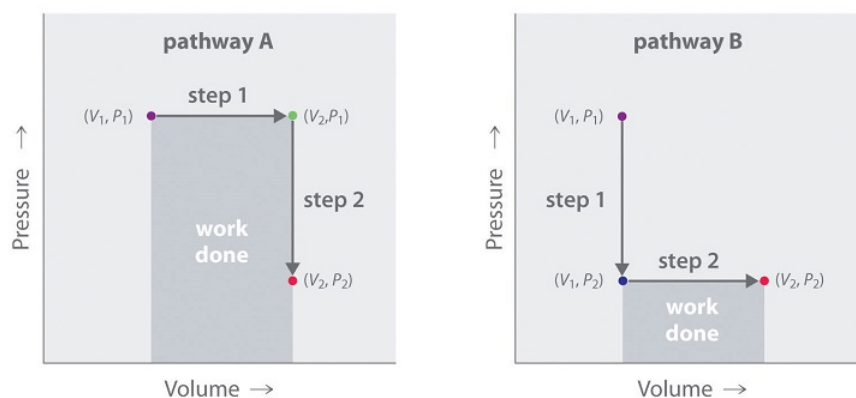 pathway A
step 1
(V₁, P₁)
(V₂,P₁)
step 2
work
done
(V₂, P₂)
Pressure →
Volume →
pathway B
(V₁, P₁)
step 1
step 2
(V₁, P₂)
(V₂, P₂)
work
done
Pressure →
Volume →